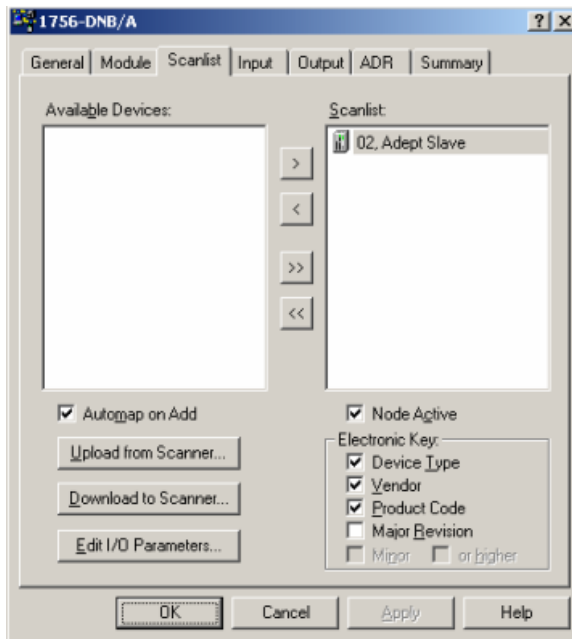 1756-DNB/A
General Module Scanlist Input Output ADR Summary
Available Devices:
Scanlist:
02, Adept Slave
>
<
>>
<<
Automap on Add
Node Active
Upload from Scanner...
Download to Scanner...
Edit I/O Parameters...
Electronic Key:
Device Type
Vendor
Product Code
Major Revision
Minor or higher
OK Cancel Apply Help